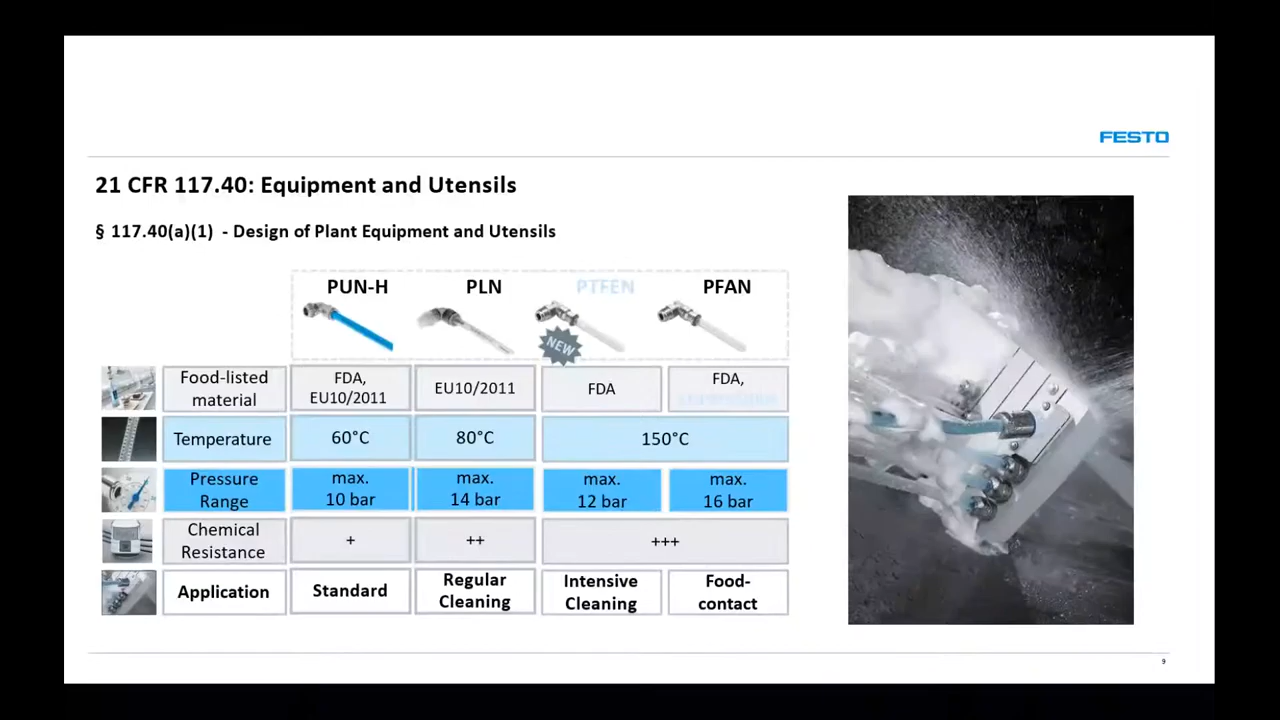 FESTO
21 CFR 117.40: Equipment and Utensils
§ 117.40(a)(1) - Design of Plant Equipment and Utensils
PUN-H PLN PTFEN PFAN
NEW
Food-listed
material
FDA,
EU10/2011
EU10/2011
FDA
FDA,
Temperature
60°C
80°C
150°C
Pressure
Range
max.
10 bar
max.
14 bar
max.
12 bar
max.
16 bar
Chemical
Resistance
+
++
+++
Application
Standard
Regular
Cleaning
Intensive
Cleaning
Food-
contact
9